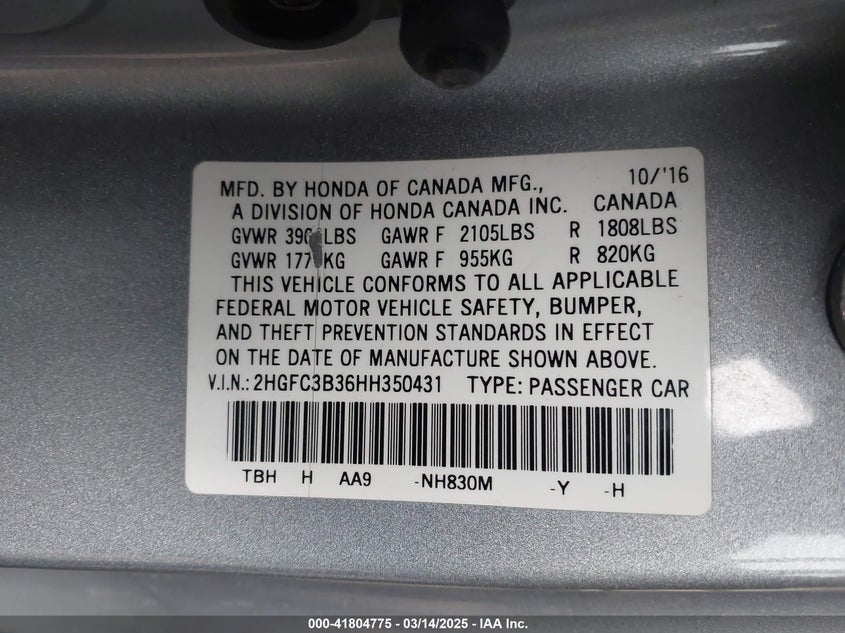 MFD. BY HONDA OF CANADA MFG., 10/'16
A DIVISION OF HONDA CANADA INC. CANADA
GVWR GAWR F 2105LBS R 1808LBS
GVWR GAWR F 955KG R 820KG
THIS VEHICLE CONFORMS TO ALL APPLICABLE
FEDERAL MOTOR VEHICLE SAFETY, BUMPER,
AND THEFT PREVENTION STANDARDS IN EFFECT
ON THE DATE OF MANUFACTURE SHOWN ABOVE.
V.I.N.: 2HGFC3B36HH350431 TYPE: PASSENGER CAR
TBH H AA9 -NH830M -Y -H
000-41804775 - 03/14/2025 - IAA Inc.